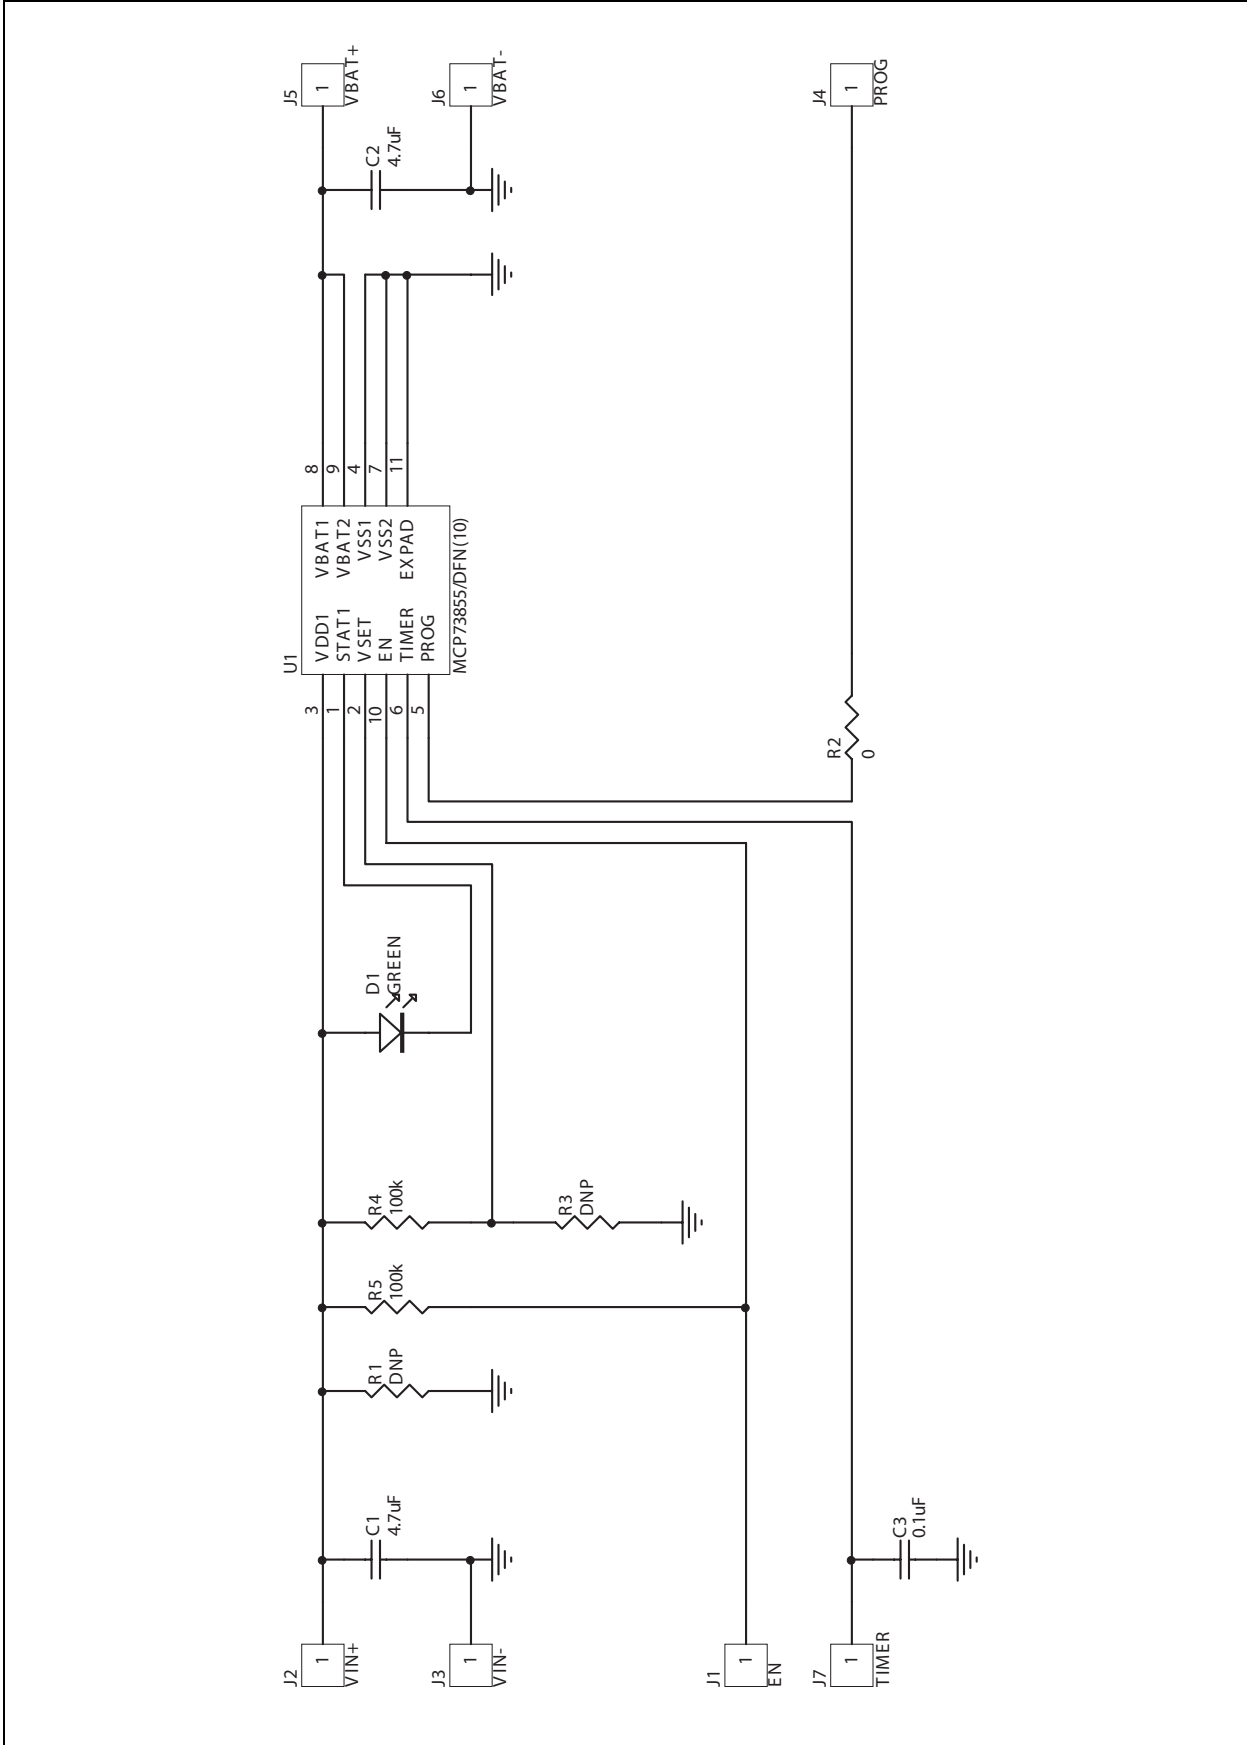 J2
1
VIN+
J3
1
VIN-
J1
1
EN
J7
1
TIMER
C1
4.7uF
C3
0.1uF
R1
DNP
R5
100k
R4
100k
R3
DNP
D1
GREEN
3
1
2
10
6
5
U1
VDD1
STAT1
VSET
EN
TIMER
PROG
VBAT1
VBAT2
VSS1
VSS2
EXPAD
MCP73855/DFN(10)
8
9
4
7
11
R2
0
C2
4.7uF
J5
1
VBAT+
J6
1
VBAT-
J4
1
PROG